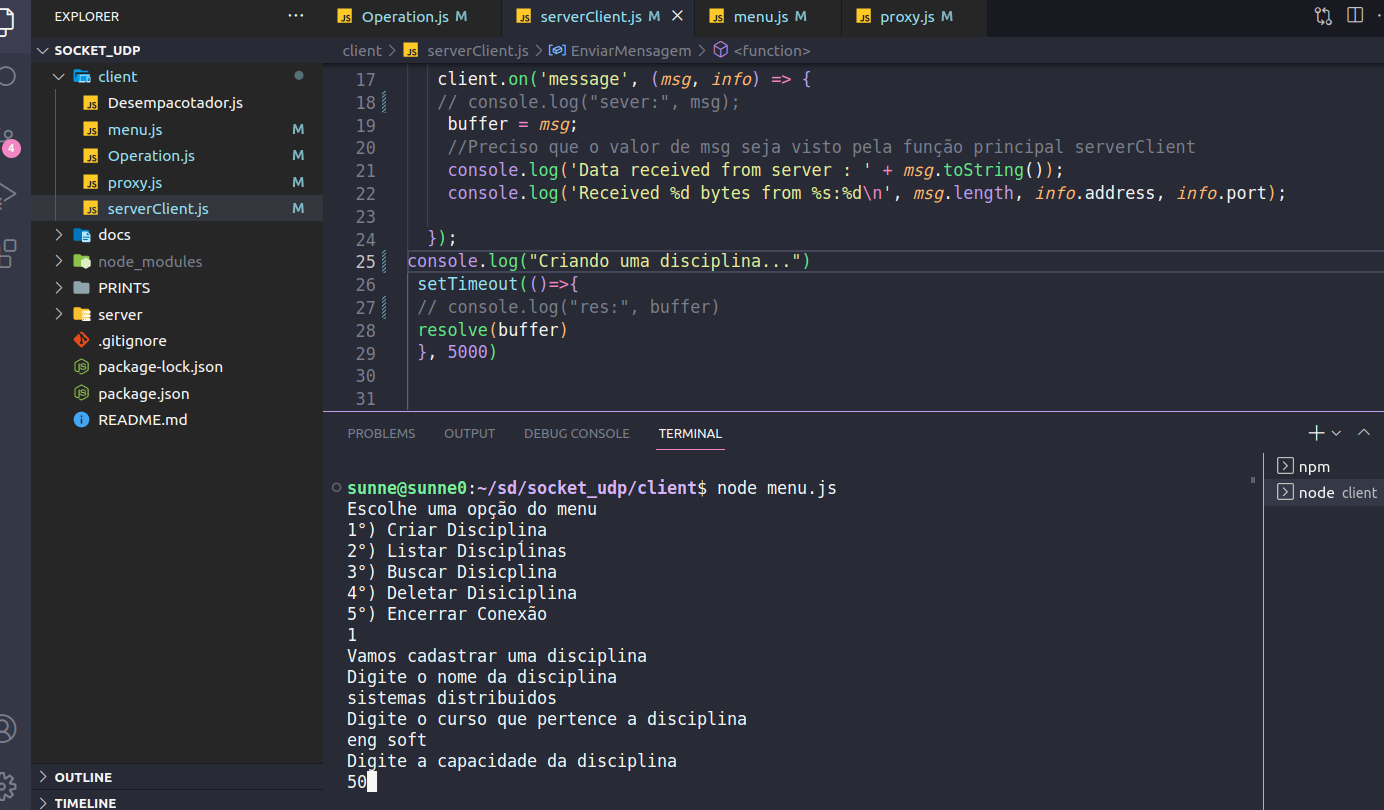 EXPLORER
SOCKET_UDP
client
Desempacotador.js
menu.js M
Operation.js M
proxy.js M
serverClient.js M
docs
node_modules
PRINTS
server
.gitignore
package-lock.json
package.json
README.md
OUTLINE
TIMELINE
4
Operation.js M
serverClient.js M
menu.js M
proxy.js M
client > serverClient.js > EnviarMensagem > <function>
17 client.on('message', (msg, info) => {
18 // console.log("sever:", msg);
19 buffer = msg;
20 //Preciso que o valor de msg seja visto pela função principal serverClient
21 console.log('Data received from server : ' + msg.toString());
22 console.log('Received %d bytes from %s:%d\n', msg.length, info.address, info.port);
23
24 });
25 console.log("Criando uma disciplina...")
26 setTimeout(()=>{
27 // console.log("res:", buffer)
28 resolve(buffer)
29 }, 5000)
30
31
PROBLEMS OUTPUT DEBUG CONSOLE TERMINAL
sunne@sunne0:~/sd/socket_udp/client$ node menu.js
Escolhe uma opção do menu
1°) Criar Disciplina
2°) Listar Disciplinas
3°) Buscar Disicplina
4°) Deletar Disiciplina
5°) Encerrar Conexão
1
Vamos cadastrar uma disciplina
Digite o nome da disciplina
sistemas distribuidos
Digite o curso que pertence a disciplina
eng soft
Digite a capacidade da disciplina
50
npm
node client